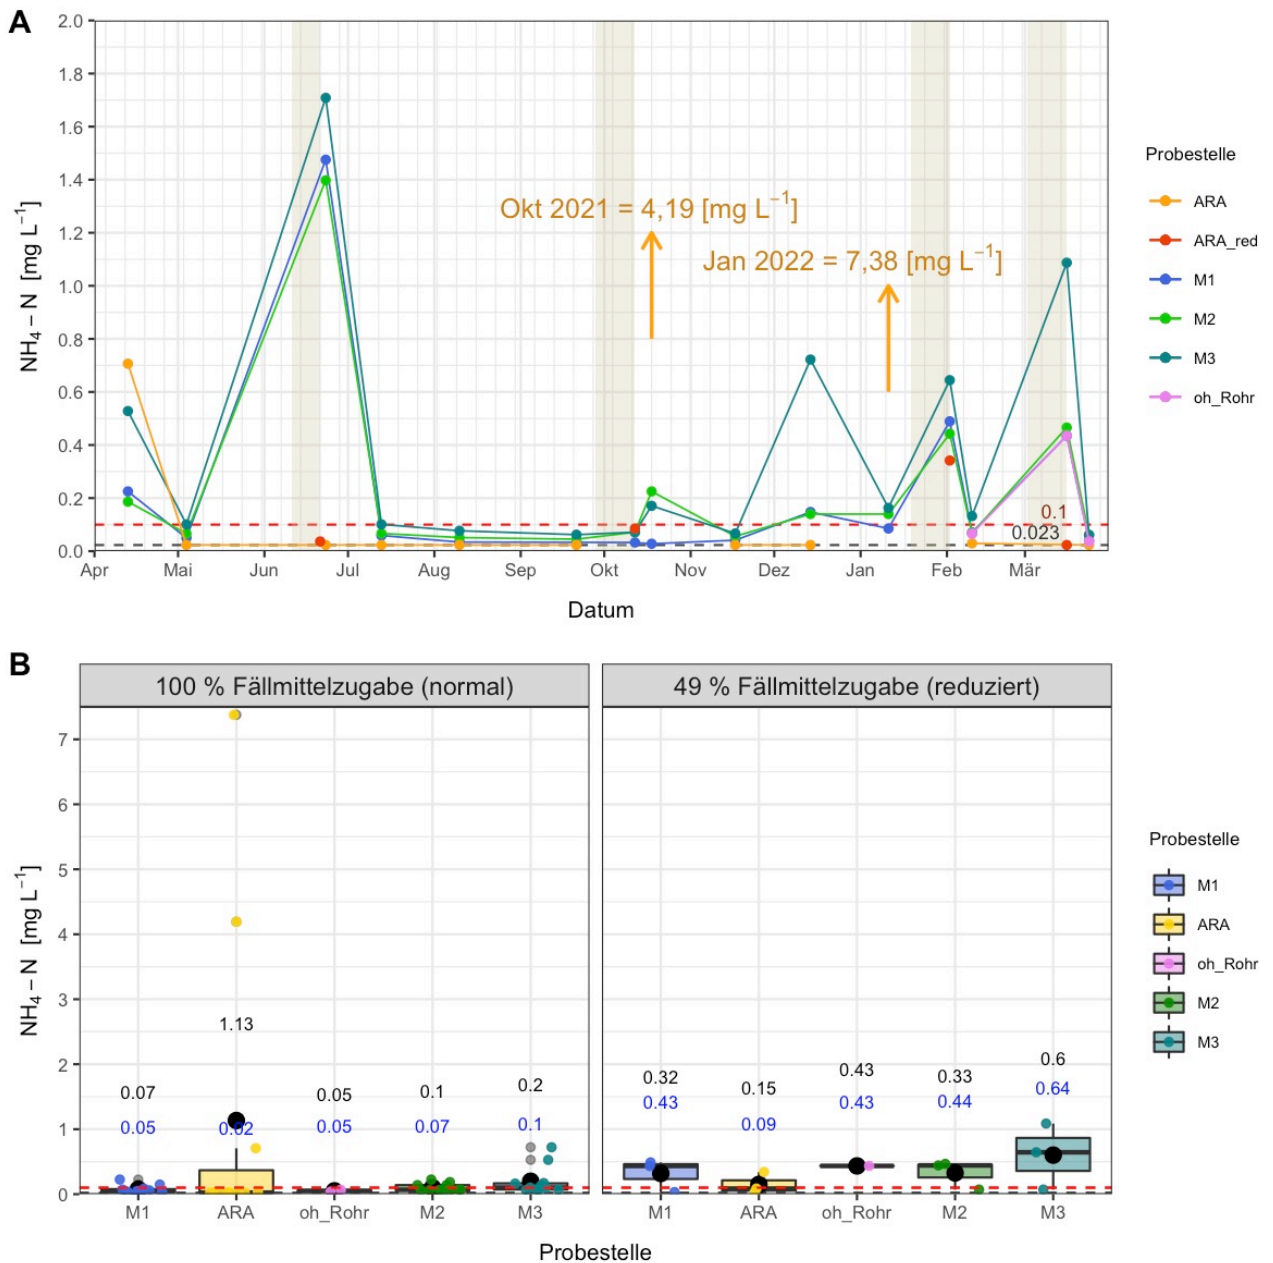 A
2.0
1.8
1.6
1.4
1.2
1.0
0.8
0.6
0.4
0.2
0.0
NH₄ – N [mg L⁻¹]
Okt 2021 = 4,19 [mg L⁻¹]
Jan 2022 = 7,38 [mg L⁻¹]
0.1
0.023
Apr Mai Jun Jul Aug Sep Okt Nov Dez Jan Feb Mär
Datum
Probestelle
ARA
ARA_red
M1
M2
M3
oh_Rohr
B
100 % Fällmittelzugabe (normal)
49 % Fällmittelzugabe (reduziert)
7
6
5
4
3
2
1
0
NH₄ – N [mg L⁻¹]
1.13
0.07 0.05 0.1 0.2
0.05 0.02 0.05 0.07 0.1
0.32 0.15 0.43 0.33 0.6
0.43 0.09 0.43 0.44 0.64
M1 ARA oh_Rohr M2 M3
M1 ARA oh_Rohr M2 M3
Probestelle
Probestelle
M1
ARA
oh_Rohr
M2
M3